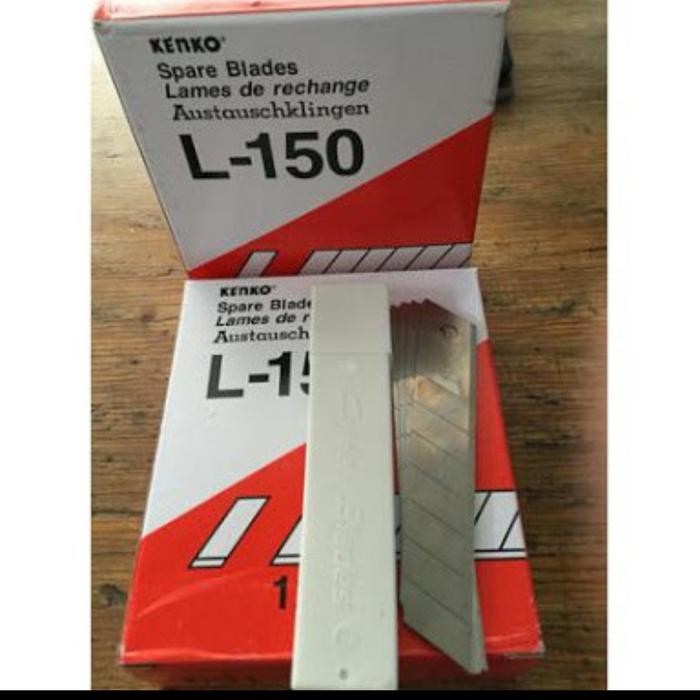 KENKO
Spare Blades
Lames de rechange
Austauschklingen
L-150
KENKO
Spare Blade
Lames de r
Austausch
L-15
1